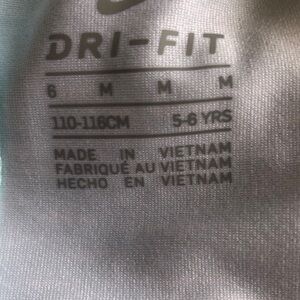 DRI-FIT
6 M M M
110-116CM 5-6 YRS
MADE IN VIETNAM
FABRIQUÉ AU VIETNAM
HECHO EN VIETNAM